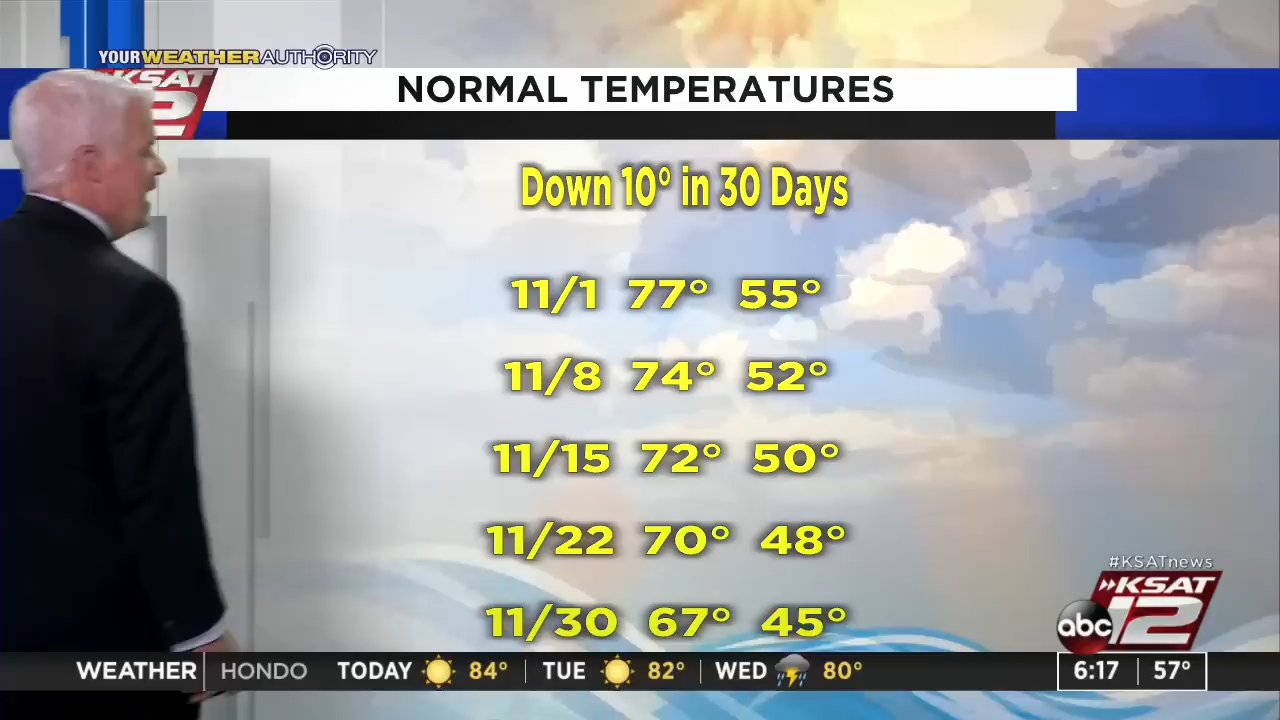 YOURWEATHERAUTHORITY
KSAT
12
NORMAL TEMPERATURES
Down 10° in 30 Days
11/1 77° 55°
11/8 74° 52°
11/15 72° 50°
11/22 70° 48°
11/30 67° 45°
#KSATnews
KSAT
abc 12
WEATHER HONDO TODAY 84° TUE 82° WED 80° 6:17 57°